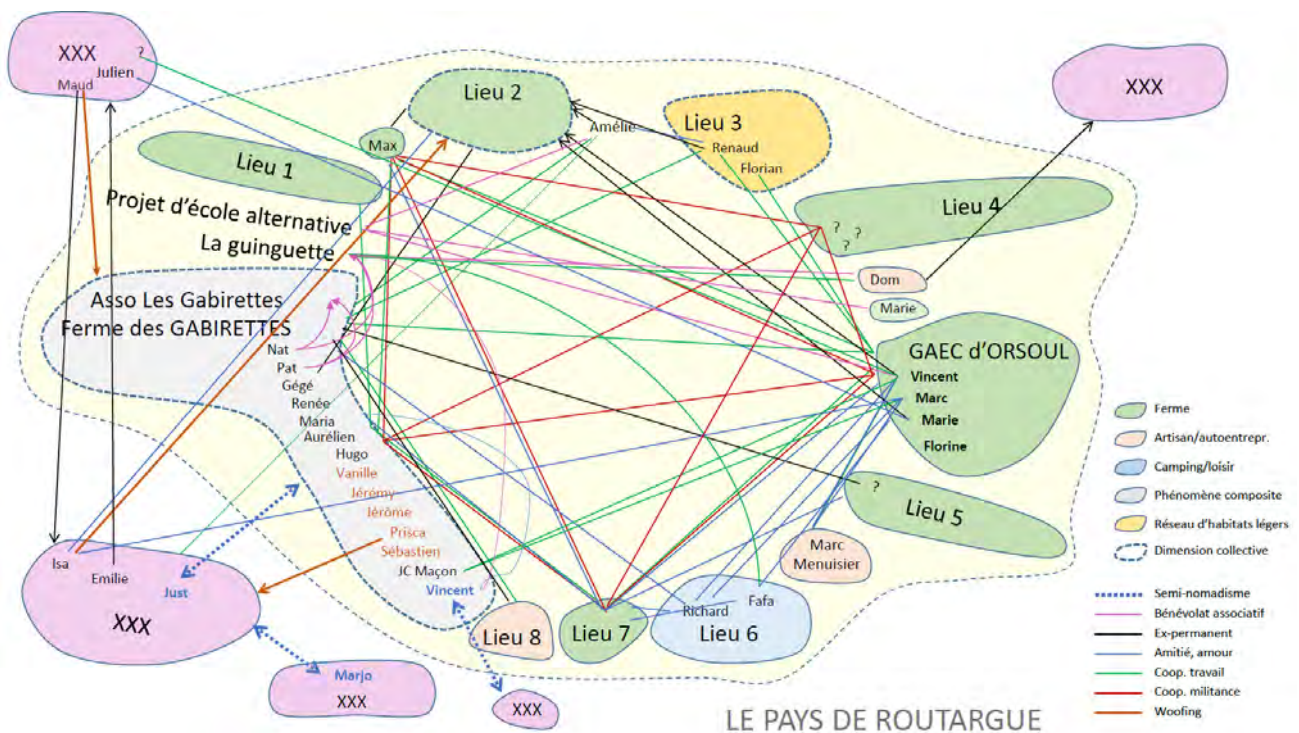 XXX
?
Julien
Maud
Lieu 2
XXX
Amélie
Lieu 3
Renaud
Florian
Max
Lieu 1
Projet d'école alternative
La guinguette
Lieu 4
?
?
?
Dom
Marie
Asso Les Gabirettes
Ferme des GABIRETTES
Nat
Pat
Gégé
Renée
Maria
Aurélien
Hugo
Vanille
Jérémy
Jérôme
Prisca
Sébastien
JC Maçon
Vincent
GAEC d'ORSOUL
Vincent
Marc
Marie
Florine
?
Lieu 5
Marc
Menuisier
Isa
Emilie
Just
XXX
Lieu 8
Lieu 7
Richard
Fafa
Lieu 6
Marjo
XXX
XXX
LE PAYS DE ROUTARGUE
Ferme
Artisan/autoentrepr.
Camping/loisir
Phénomène composite
Réseau d'habitats légers
Dimension collective
Semi-nomadisme
Bénévolat associatif
Ex-permanent
Amitié, amour
Coop. travail
Coop. militance
Woofing